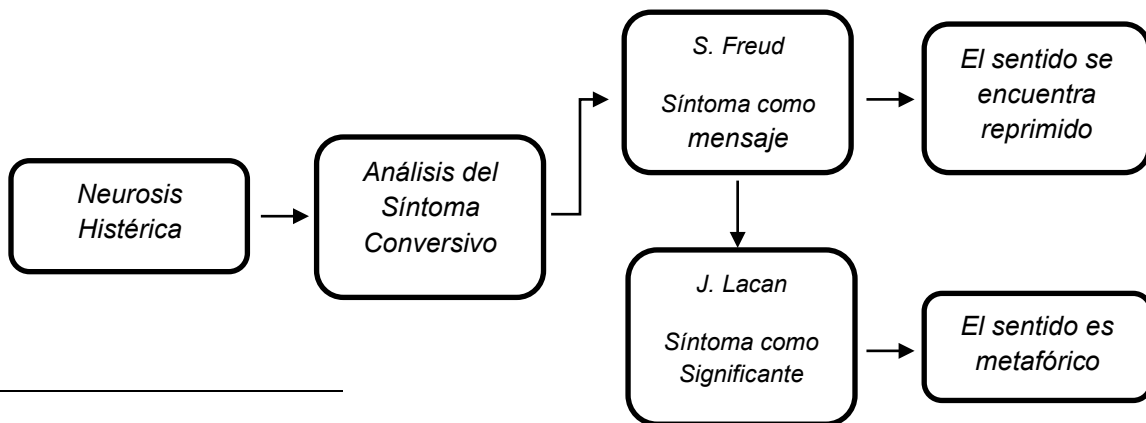 Neurosis
Histérica
Análisis del
Síntoma
Conversivo
S. Freud
Síntoma como
mensaje
El sentido se
encuentra
reprimido
J. Lacan
Síntoma como
Significante
El sentido es
metafórico